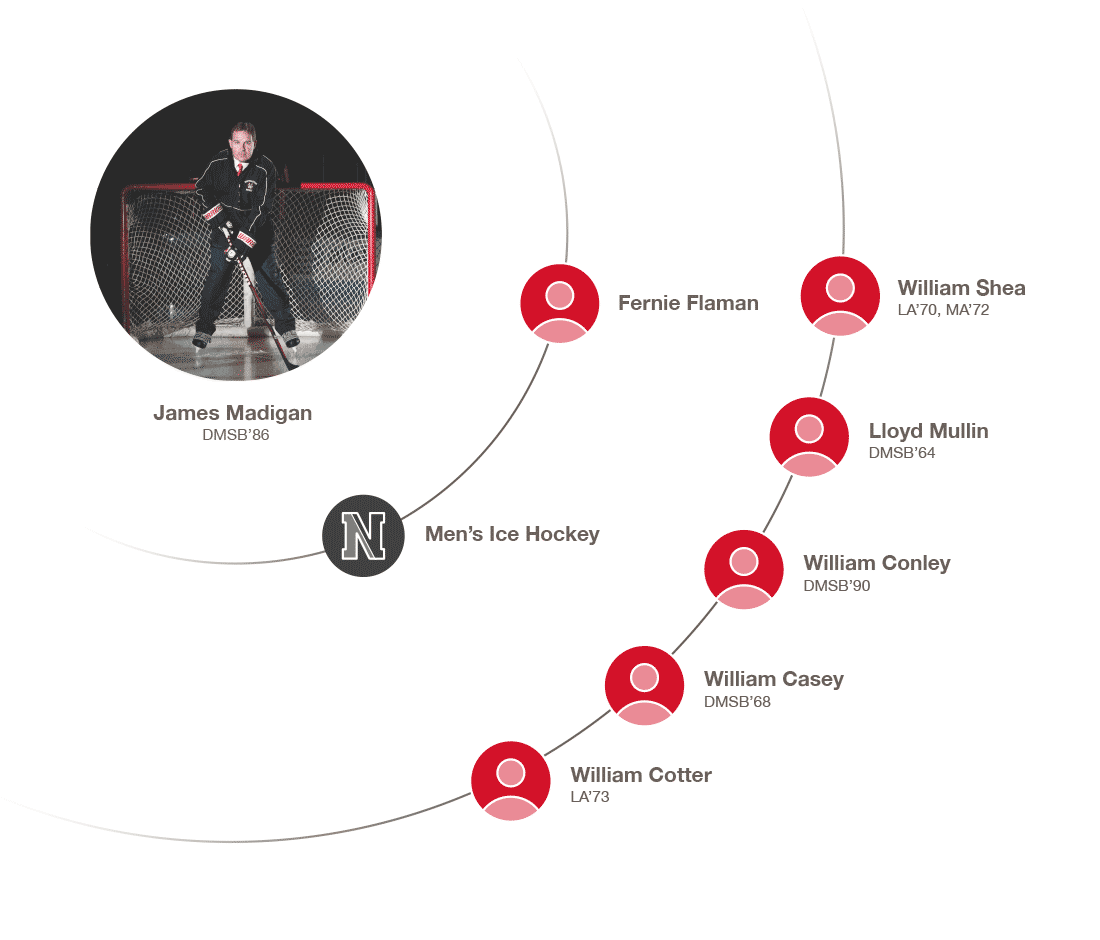 James Madigan
DMSB’86
Fernie Flaman
N
Men’s Ice Hockey
William Shea
LA’70, MA’72
Lloyd Mullin
DMSB’64
William Conley
DMSB’90
William Casey
DMSB’68
William Cotter
LA’73